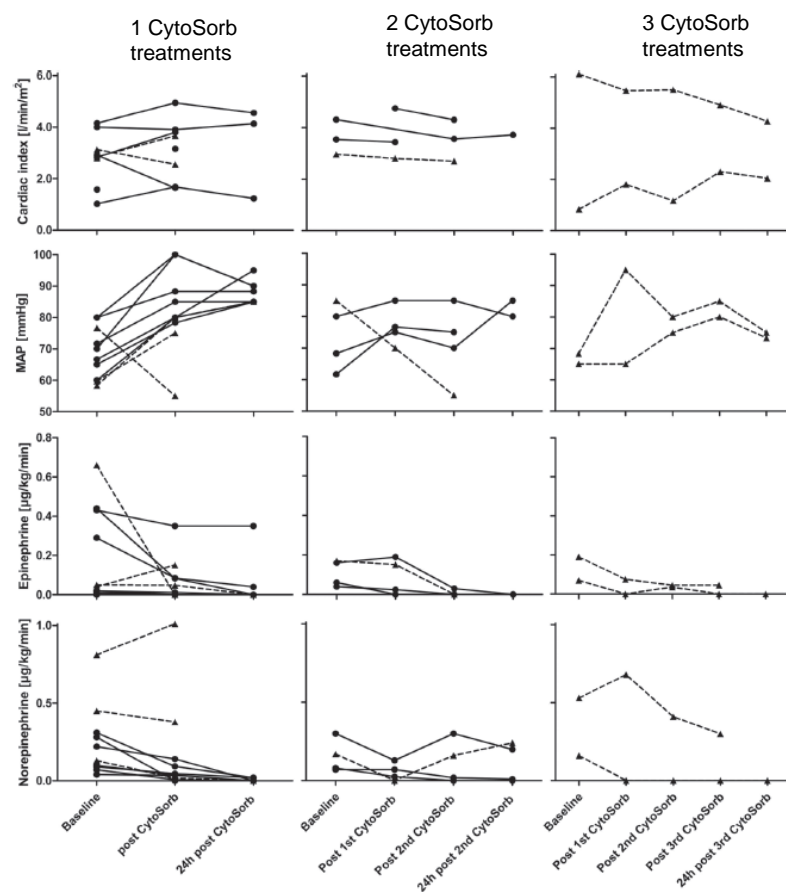 1 CytoSorb
treatments
2 CytoSorb
treatments
3 CytoSorb
treatments
Cardiac index [l/min/m²]
6.0
4.0
2.0
0.0
MAP [mmHg]
100
90
80
70
60
50
Epinephrine [µg/kg/min]
0.8
0.6
0.4
0.2
0.0
Norepinephrine [µg/kg/min]
1.0
0.5
0.0
Baseline
post CytoSorb
24h post CytoSorb
Baseline
Post 1st CytoSorb
Post 2nd CytoSorb
24h post 2nd CytoSorb
Baseline
Post 1st CytoSorb
Post 2nd CytoSorb
Post 3rd CytoSorb
24h post 3rd CytoSorb